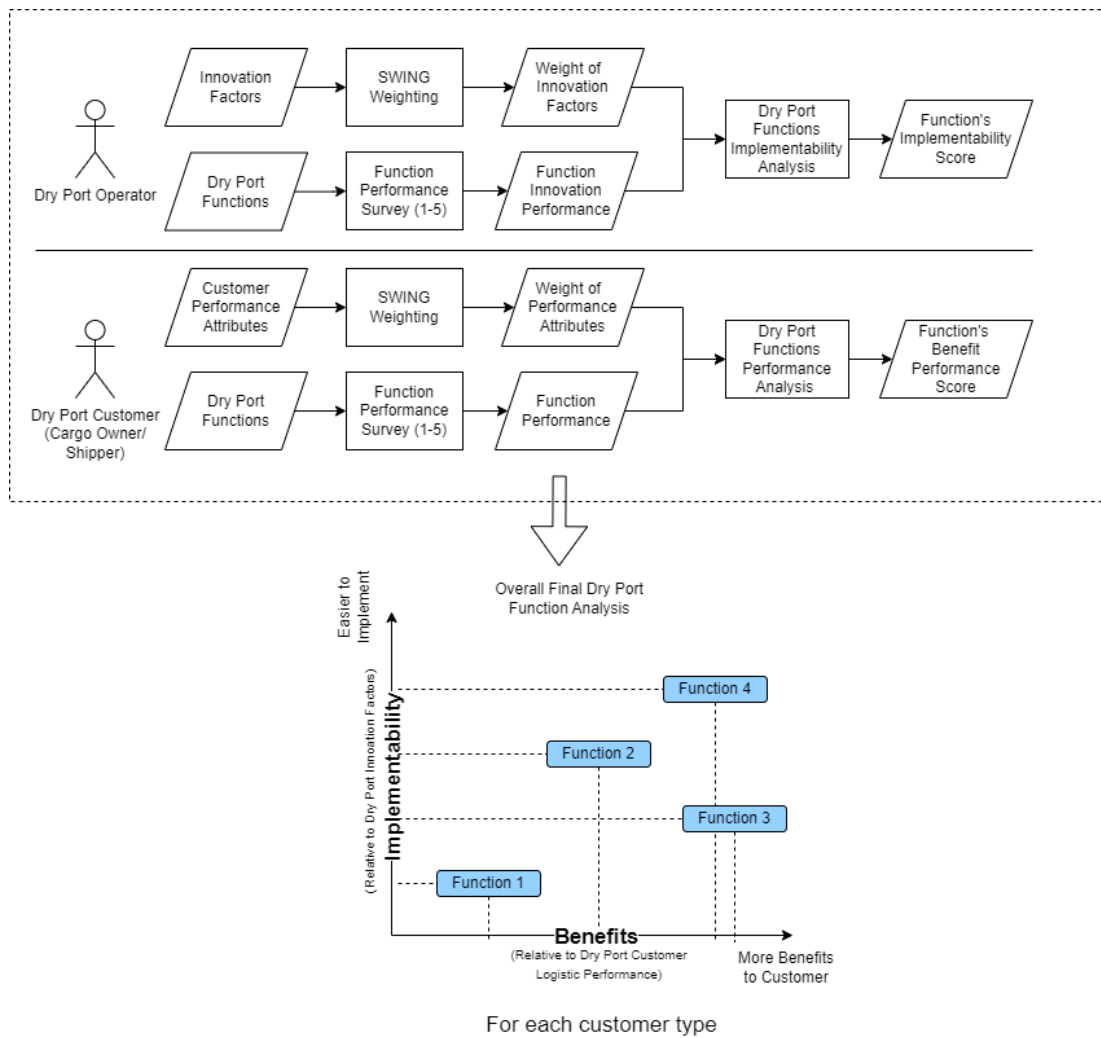 Innovation
Factors
SWING
Weighting
Weight of
Innovation
Factors
Dry Port
Functions
Implementability
Analysis
Function's
Implementability
Score
Dry Port Operator
Dry Port
Functions
Function
Performance
Survey (1-5)
Function
Innovation
Performance
Customer
Performance
Attributes
SWING
Weighting
Weight of
Performance
Attributes
Dry Port
Functions
Performance
Analysis
Function's
Benefit
Performance
Score
Dry Port Customer
(Cargo Owner/
Shipper)
Dry Port
Functions
Function
Performance
Survey (1-5)
Function
Performance
Overall Final Dry Port
Function Analysis
Easier to
Implement
Implementability
(Relative to Dry Port Innoation Factors)
Function 4
Function 2
Function 3
Function 1
Benefits
(Relative to Dry Port Customer
Logistic Performance)
More Benefits
to Customer
For each customer type